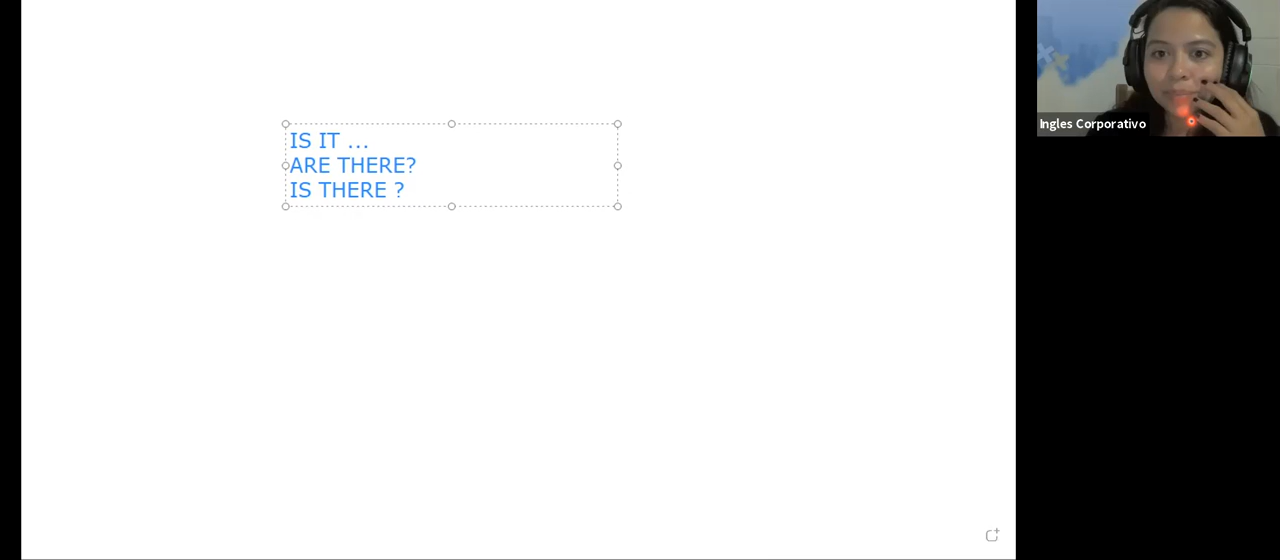 IS IT ...
ARE THERE?
IS THERE ?
Ingles Corporativo